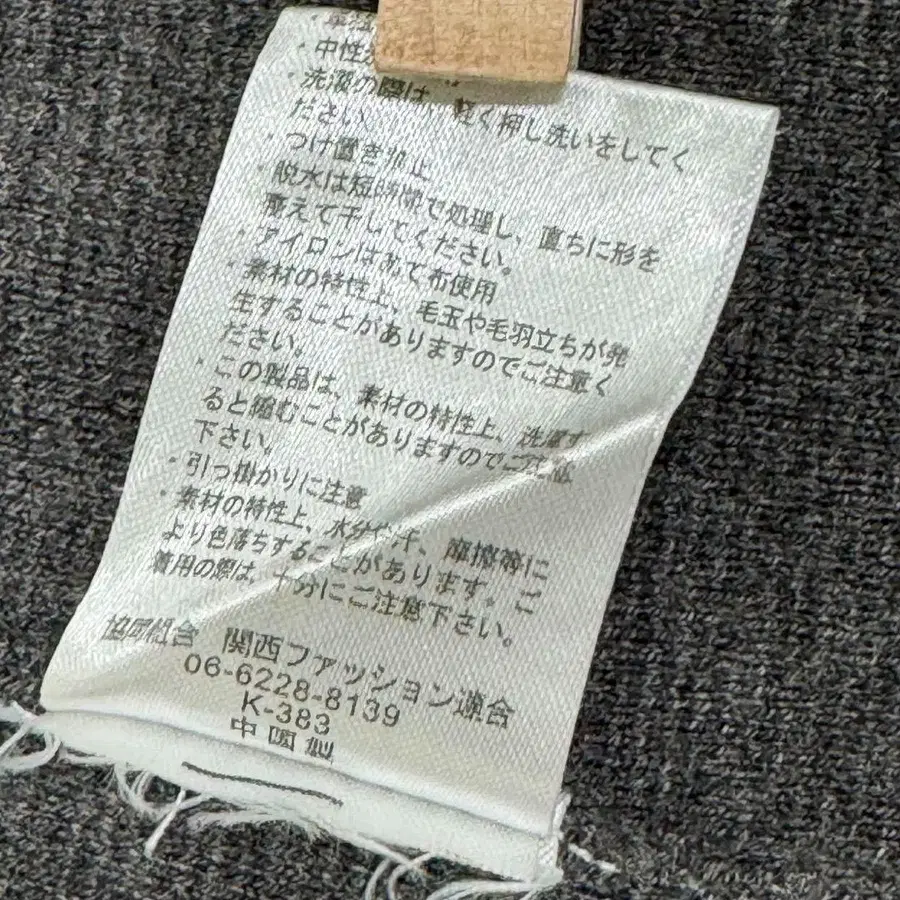 ・中性
・洗濯の際は 軽く押し洗いをしてく
ださい
・つけ置き禁止
・脱水は短時間で処理し、直ちに形を
整えて干してください。
・アイロンはあて布使用
・素材の特性上、毛玉や毛羽立ちが発
生することがありますのでご注意く
ださい。
・この製品は、素材の特性上、洗濯す
ると縮むことがありますのでご注意
下さい。
・引っ掛かりに注意
・素材の特性上、水分や汗、摩擦等に
より色落ちすることがあります。ご
着用の際は、十分にご注意下さい。
協同組合 関西ファッション連合
06-6228-8139
K-383
中国製